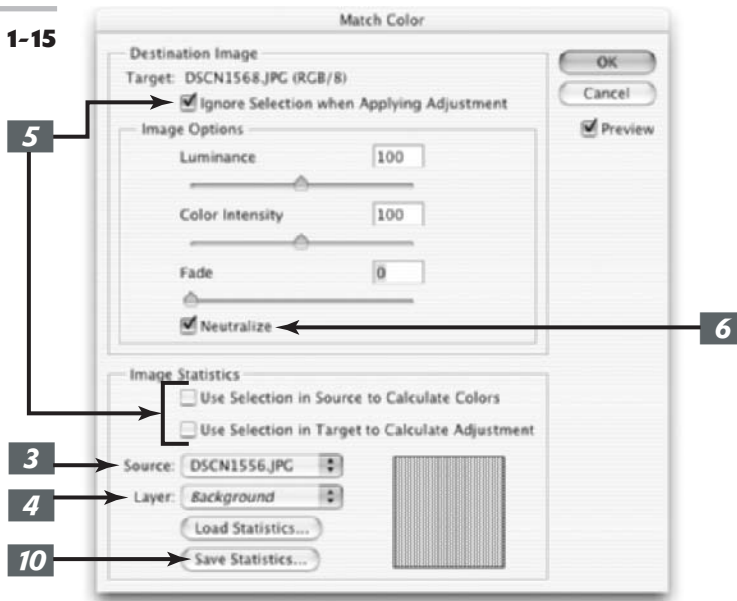 1-15
Match Color
Destination Image
Target: DSCN1568.JPG (RGB/8)
Ignore Selection when Applying Adjustment
Image Options
Luminance 100
Color Intensity 100
Fade 0
Neutralize
OK
Cancel
Preview
5
6
Image Statistics
Use Selection in Source to Calculate Colors
Use Selection in Target to Calculate Adjustment
3 Source: DSCN1556.JPG
4 Layer: Background
Load Statistics...
10 Save Statistics...